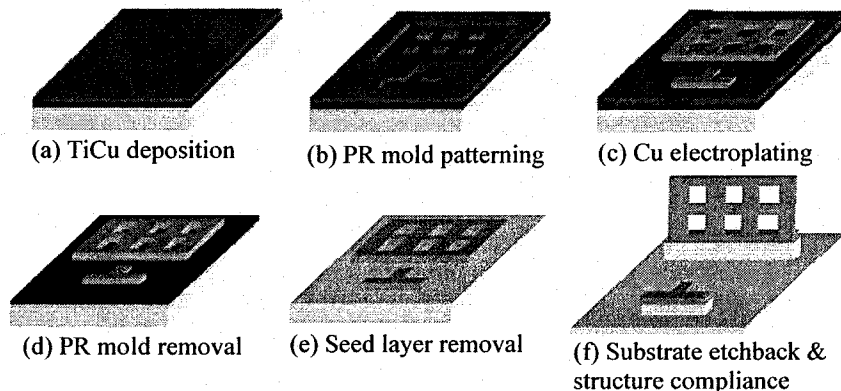 (a) TiCu deposition
(b) PR mold patterning
(c) Cu electroplating
(d) PR mold removal
(e) Seed layer removal
(f) Substrate etchback &
structure compliance